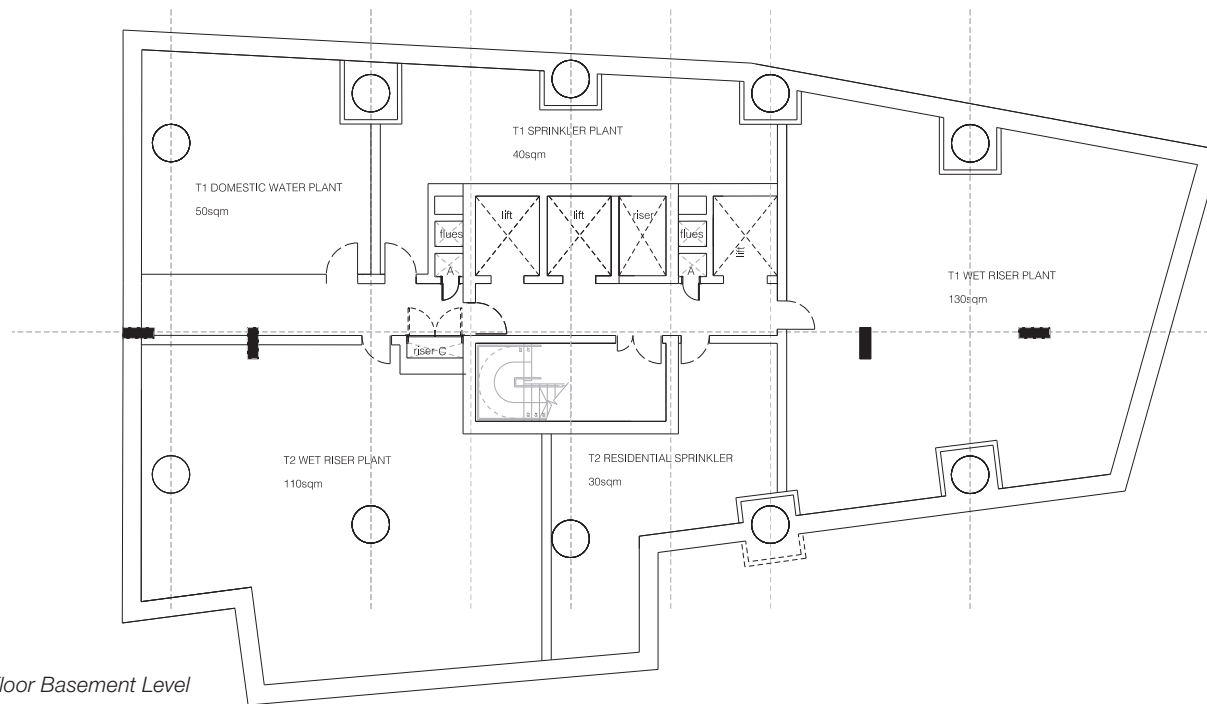 T1 SPRINKLER PLANT
40sqm
T1 DOMESTIC WATER PLANT
50sqm
lift
lift
riser
flues
flues
lift
A
A
T1 WET RISER PLANT
130sqm
riser C
T2 WET RISER PLANT
110sqm
T2 RESIDENTIAL SPRINKLER
30sqm
Basement Level